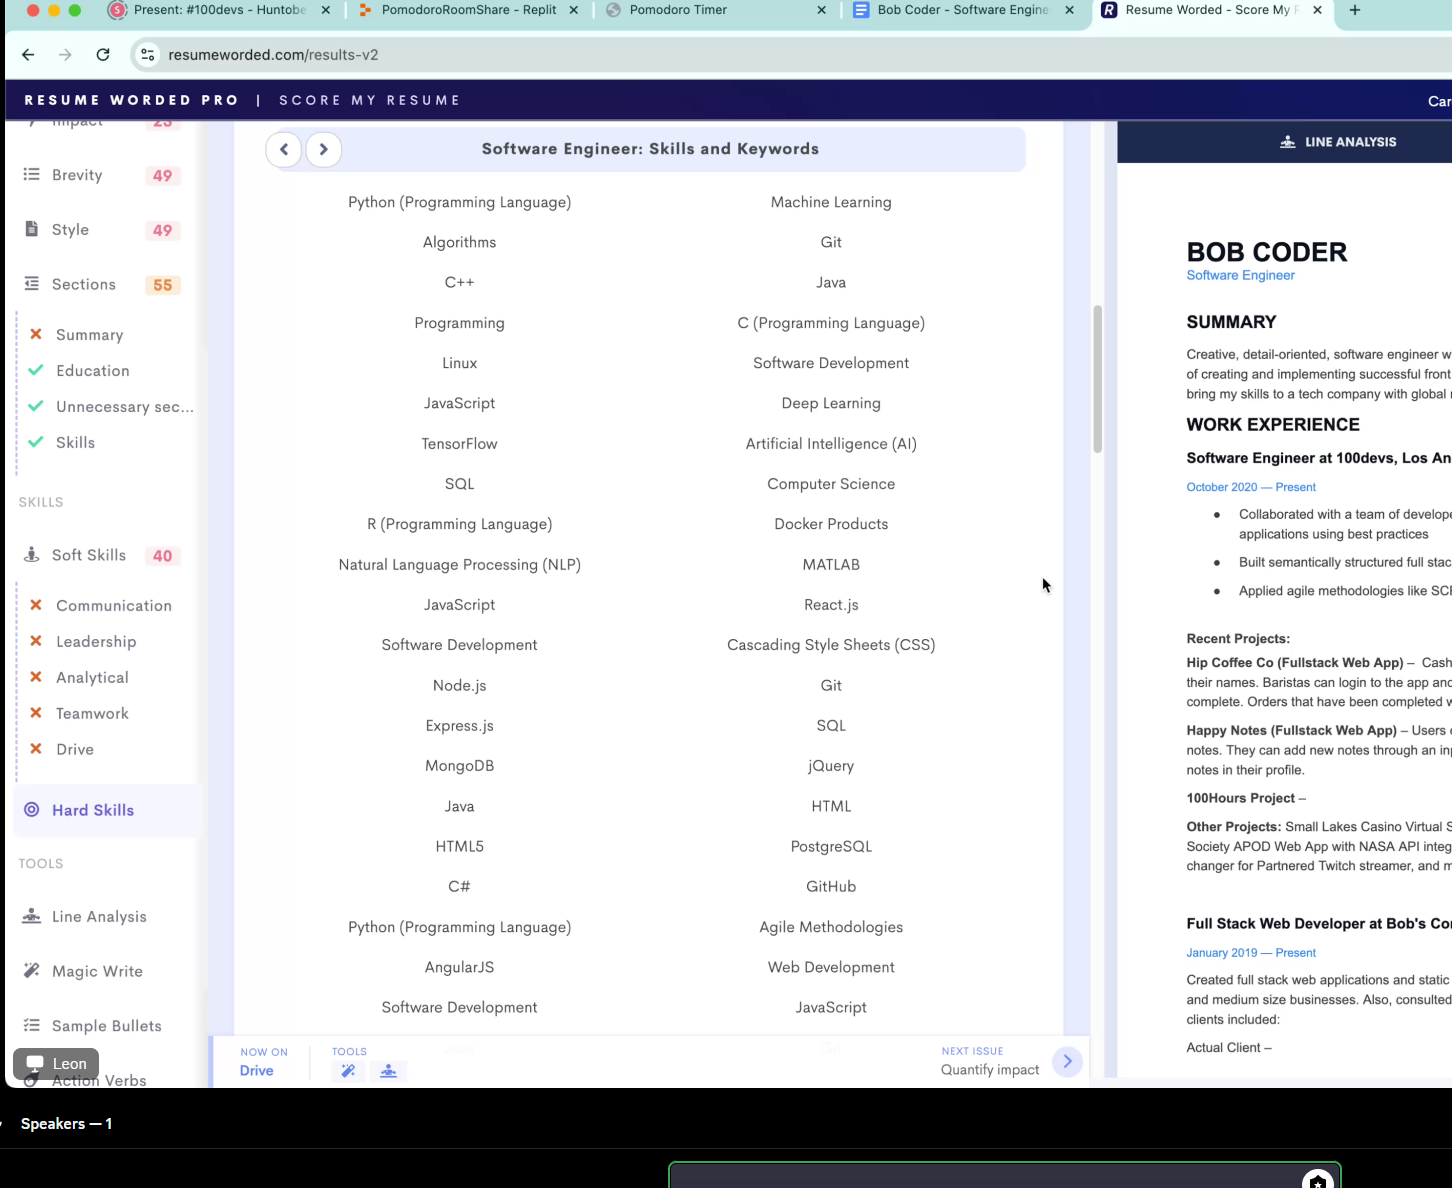 Present: #100devs - Huntobe
PomodoroRoomShare - Replit
Pomodoro Timer
Bob Coder - Software Engine
Resume Worded - Score My R
resumeworded.com/results-v2
RESUME WORDED PRO | SCORE MY RESUME
Car
Impact 23
Brevity 49
Style 49
Sections 55
Summary
Education
Unnecessary sec...
Skills
SKILLS
Soft Skills 40
Communication
Leadership
Analytical
Teamwork
Drive
Hard Skills
TOOLS
Line Analysis
Magic Write
Sample Bullets
Action Verbs
Leon
Software Engineer: Skills and Keywords
Python (Programming Language) Machine Learning
Algorithms Git
C++ Java
Programming C (Programming Language)
Linux Software Development
JavaScript Deep Learning
TensorFlow Artificial Intelligence (AI)
SQL Computer Science
R (Programming Language) Docker Products
Natural Language Processing (NLP) MATLAB
JavaScript React.js
Software Development Cascading Style Sheets (CSS)
Node.js Git
Express.js SQL
MongoDB jQuery
Java HTML
HTML5 PostgreSQL
C# GitHub
Python (Programming Language) Agile Methodologies
AngularJS Web Development
Software Development JavaScript
NOW ON
Drive
TOOLS
NEXT ISSUE
Quantify impact
LINE ANALYSIS
BOB CODER
Software Engineer
SUMMARY
Creative, detail-oriented, software engineer w
of creating and implementing successful front
bring my skills to a tech company with global
WORK EXPERIENCE
Software Engineer at 100devs, Los An
October 2020 — Present
● Collaborated with a team of develope
applications using best practices
● Built semantically structured full stac
● Applied agile methodologies like SCR
Recent Projects:
Hip Coffee Co (Fullstack Web App) – Cash
their names. Baristas can login to the app and
complete. Orders that have been completed w
Happy Notes (Fullstack Web App) – Users
notes. They can add new notes through an inp
notes in their profile.
100Hours Project –
Other Projects: Small Lakes Casino Virtual S
Society APOD Web App with NASA API integ
changer for Partnered Twitch streamer, and m
Full Stack Web Developer at Bob's Co
January 2019 — Present
Created full stack web applications and static
and medium size businesses. Also, consulted
clients included:
Actual Client –
Speakers — 1